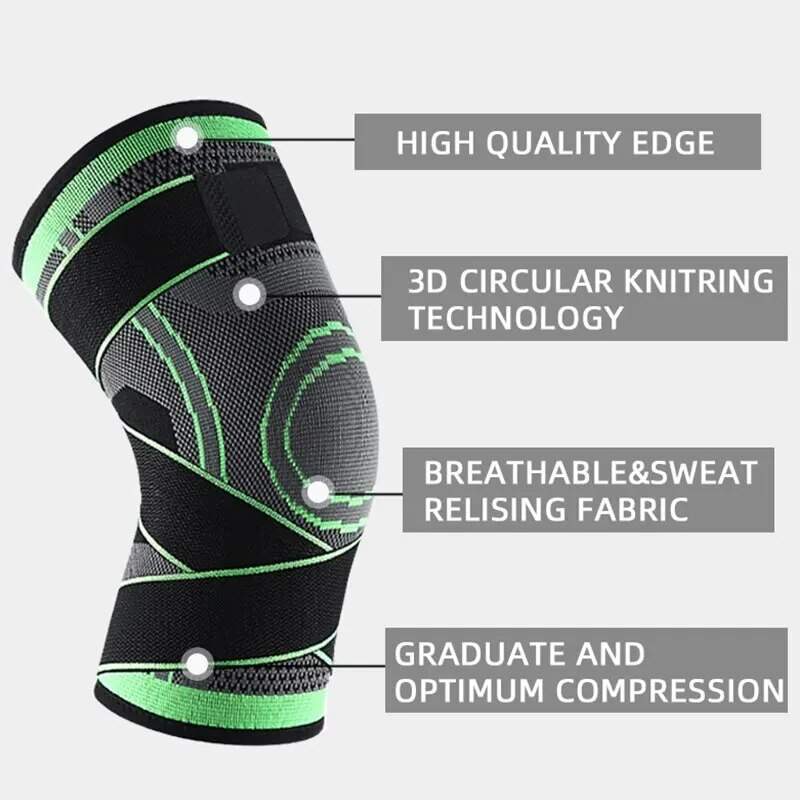 HIGH QUALITY EDGE
3D CIRCULAR KNITRING
TECHNOLOGY
BREATHABLE&SWEAT
RELISING FABRIC
GRADUATE AND
OPTIMUM COMPRESSION